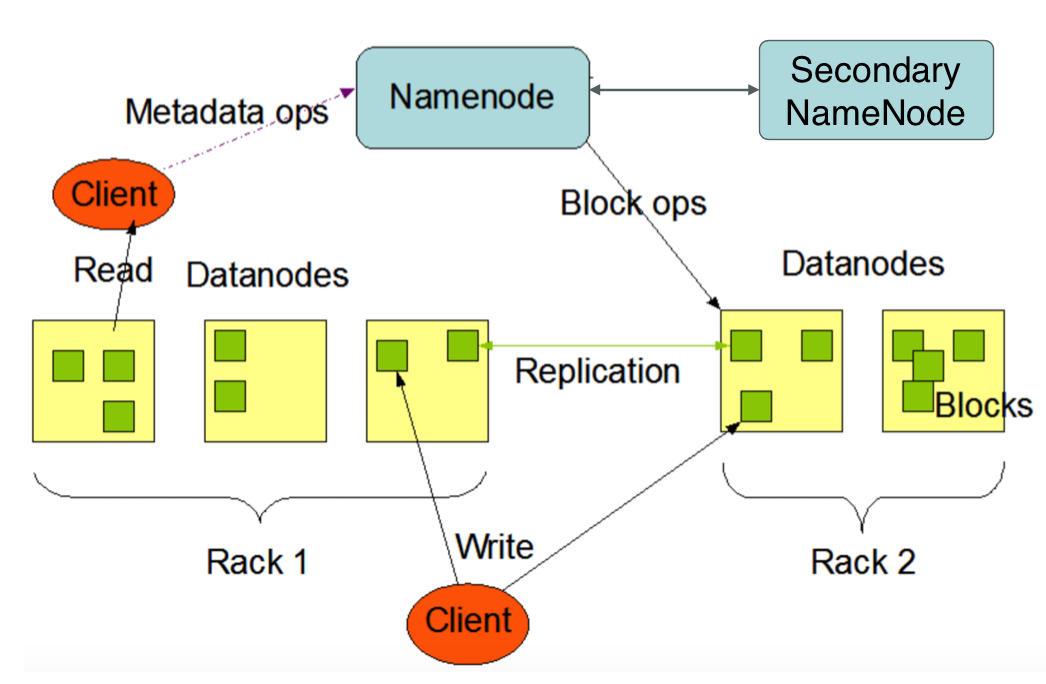 Secondary
NameNode
Namenode
Metadata ops
Client
Block ops
Read
Datanodes
Datanodes
Replication
Blocks
Write
Rack 1
Rack 2
Client